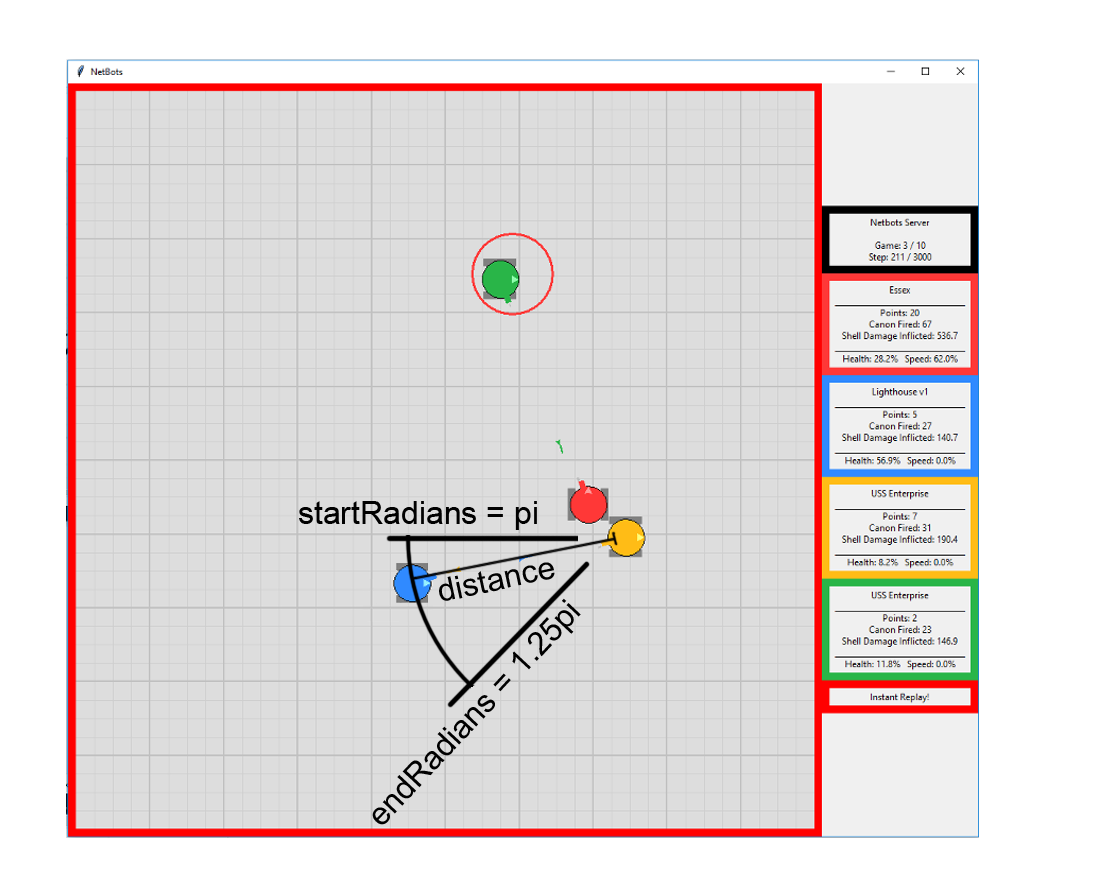 NetBots
startRadians = pi
distance
endRadians = 1.25pi
Netbots Server
Game: 3 / 10
Step: 211 / 3000
Essex
Points: 20
Canon Fired: 67
Shell Damage Inflicted: 536.7
Health: 28.2% Speed: 62.0%
Lighthouse v1
Points: 5
Canon Fired: 27
Shell Damage Inflicted: 140.7
Health: 56.9% Speed: 0.0%
USS Enterprise
Points: 7
Canon Fired: 31
Shell Damage Inflicted: 190.4
Health: 8.2% Speed: 0.0%
USS Enterprise
Points: 2
Canon Fired: 23
Shell Damage Inflicted: 146.9
Health: 11.8% Speed: 0.0%
Instant Replay!